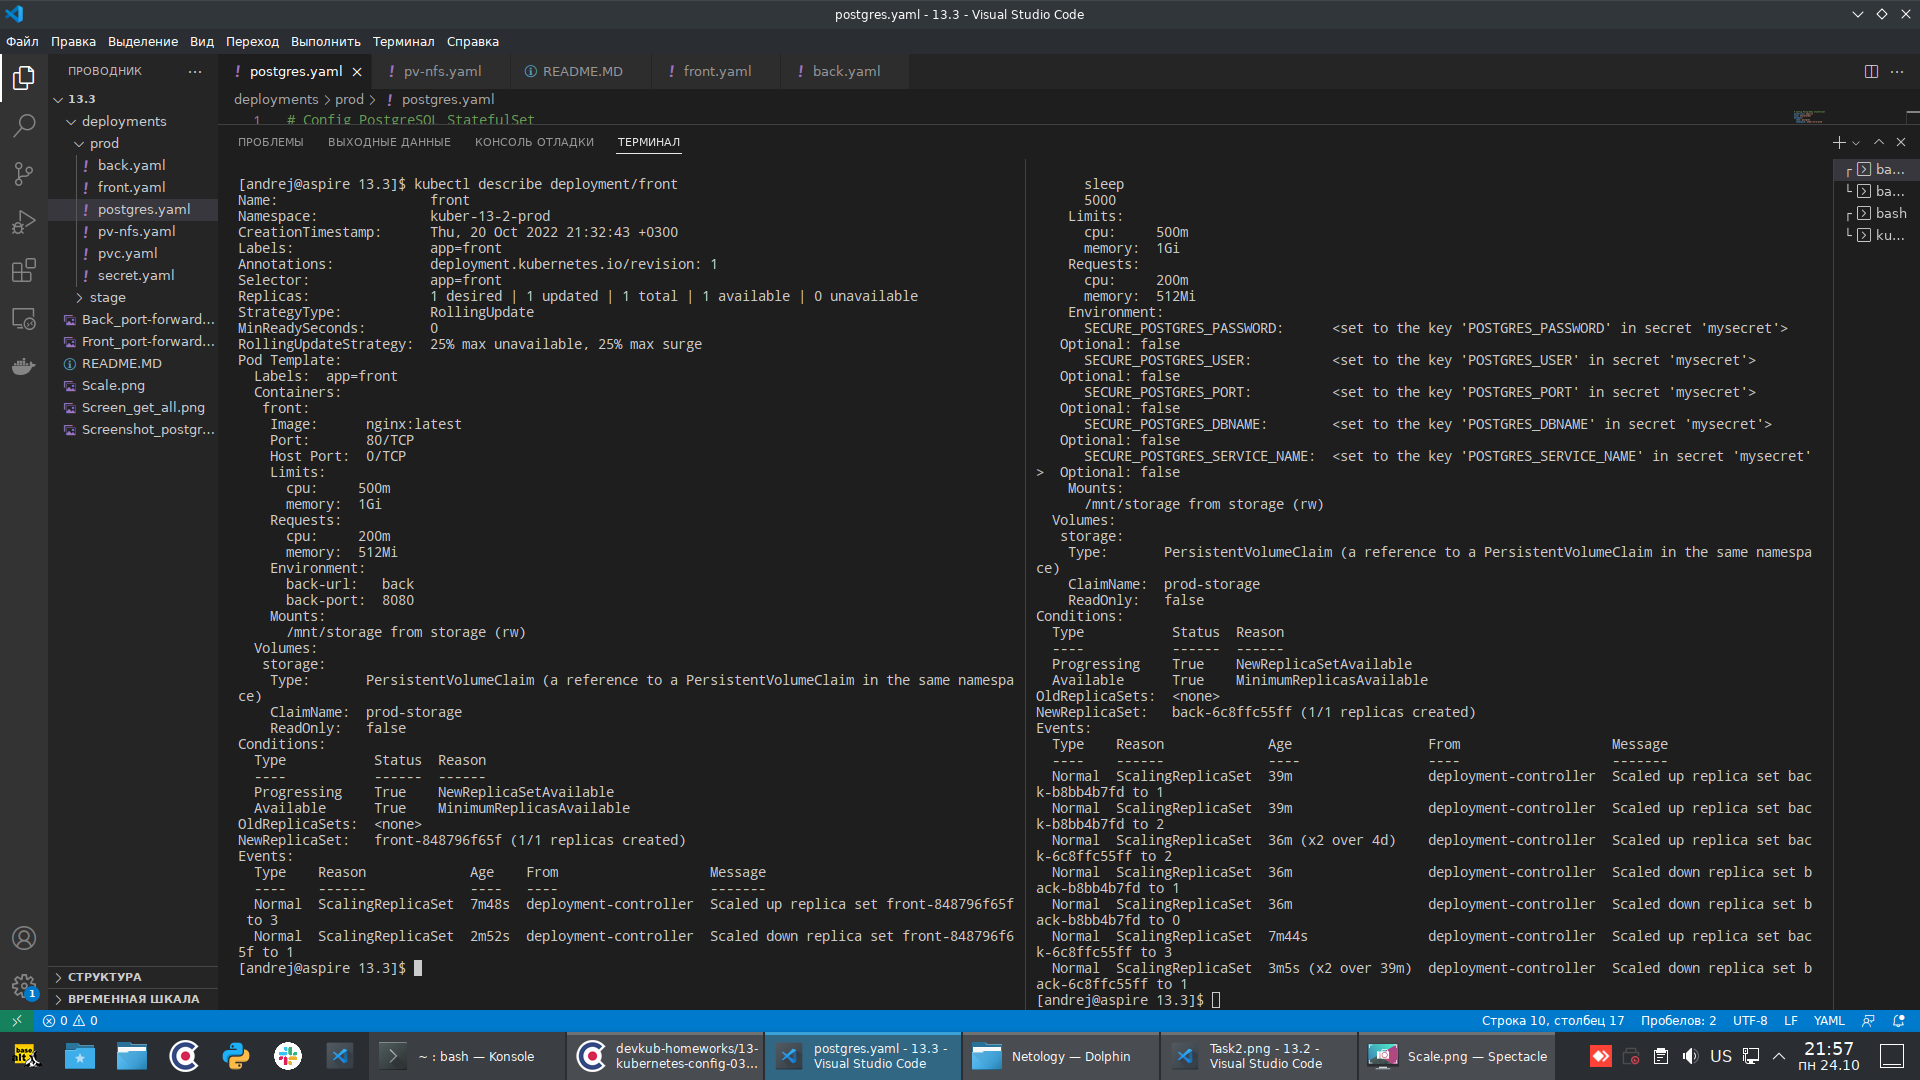 postgres.yaml - 13.3 - Visual Studio Code
Файл Правка Выделение Вид Переход Выполнить Терминал Справка
ПРОВОДНИК ···
13.3
deployments
prod
! back.yaml
! front.yaml
! postgres.yaml
! pv-nfs.yaml
! pvc.yaml
! secret.yaml
stage
Back_port-forward...
Front_port-forward...
README.MD
Scale.png
Screen_get_all.png
Screenshot_postgr...
СТРУКТУРА
ВРЕМЕННАЯ ШКАЛА
1
! postgres.yaml ! pv-nfs.yaml README.MD ! front.yaml ! back.yaml
deployments > prod > ! postgres.yaml
1 # Config PostgreSQL StatefulSet
ПРОБЛЕМЫ ВЫХОДНЫЕ ДАННЫЕ КОНСОЛЬ ОТЛАДКИ ТЕРМИНАЛ
[andrej@aspire 13.3]$ kubectl describe deployment/front
Name: front
Namespace: kuber-13-2-prod
CreationTimestamp: Thu, 20 Oct 2022 21:32:43 +0300
Labels: app=front
Annotations: deployment.kubernetes.io/revision: 1
Selector: app=front
Replicas: 1 desired | 1 updated | 1 total | 1 available | 0 unavailable
StrategyType: RollingUpdate
MinReadySeconds: 0
RollingUpdateStrategy: 25% max unavailable, 25% max surge
Pod Template:
Labels: app=front
Containers:
front:
Image: nginx:latest
Port: 80/TCP
Host Port: 0/TCP
Limits:
cpu: 500m
memory: 1Gi
Requests:
cpu: 200m
memory: 512Mi
Environment:
back-url: back
back-port: 8080
Mounts:
/mnt/storage from storage (rw)
Volumes:
storage:
Type: PersistentVolumeClaim (a reference to a PersistentVolumeClaim in the same namespa
ce)
ClaimName: prod-storage
ReadOnly: false
Conditions:
Type Status Reason
---- ------ ------
Progressing True NewReplicaSetAvailable
Available True MinimumReplicasAvailable
OldReplicaSets: <none>
NewReplicaSet: front-848796f65f (1/1 replicas created)
Events:
Type Reason Age From Message
---- ------ ---- ---- -------
Normal ScalingReplicaSet 7m48s deployment-controller Scaled up replica set front-848796f65f
to 3
Normal ScalingReplicaSet 2m52s deployment-controller Scaled down replica set front-848796f6
5f to 1
[andrej@aspire 13.3]$
sleep
5000
Limits:
cpu: 500m
memory: 1Gi
Requests:
cpu: 200m
memory: 512Mi
Environment:
SECURE_POSTGRES_PASSWORD: <set to the key 'POSTGRES_PASSWORD' in secret 'mysecret'>
Optional: false
SECURE_POSTGRES_USER: <set to the key 'POSTGRES_USER' in secret 'mysecret'>
Optional: false
SECURE_POSTGRES_PORT: <set to the key 'POSTGRES_PORT' in secret 'mysecret'>
Optional: false
SECURE_POSTGRES_DBNAME: <set to the key 'POSTGRES_DBNAME' in secret 'mysecret'>
Optional: false
SECURE_POSTGRES_SERVICE_NAME: <set to the key 'POSTGRES_SERVICE_NAME' in secret 'mysecret'
> Optional: false
Mounts:
/mnt/storage from storage (rw)
Volumes:
storage:
Type: PersistentVolumeClaim (a reference to a PersistentVolumeClaim in the same namespa
ce)
ClaimName: prod-storage
ReadOnly: false
Conditions:
Type Status Reason
---- ------ ------
Progressing True NewReplicaSetAvailable
Available True MinimumReplicasAvailable
OldReplicaSets: <none>
NewReplicaSet: back-6c8ffc55ff (1/1 replicas created)
Events:
Type Reason Age From Message
---- ------ ---- ---- -------
Normal ScalingReplicaSet 39m deployment-controller Scaled up replica set bac
k-b8bb4b7fd to 1
Normal ScalingReplicaSet 39m deployment-controller Scaled up replica set bac
k-b8bb4b7fd to 2
Normal ScalingReplicaSet 36m (x2 over 4d) deployment-controller Scaled up replica set bac
k-6c8ffc55ff to 2
Normal ScalingReplicaSet 36m deployment-controller Scaled down replica set b
ack-b8bb4b7fd to 1
Normal ScalingReplicaSet 36m deployment-controller Scaled down replica set b
ack-b8bb4b7fd to 0
Normal ScalingReplicaSet 7m44s deployment-controller Scaled up replica set bac
k-6c8ffc55ff to 3
Normal ScalingReplicaSet 3m5s (x2 over 39m) deployment-controller Scaled down replica set b
ack-6c8ffc55ff to 1
[andrej@aspire 13.3]$
ba...
ba...
bash
ku...
0 0 Строка 10, столбец 17 Пробелов: 2 UTF-8 LF YAML
~ : bash — Konsole
devkub-homeworks/13-
kubernetes-config-03...
postgres.yaml - 13.3 -
Visual Studio Code
Netology — Dolphin
Task2.png - 13.2 -
Visual Studio Code
Scale.png — Spectacle
US
21:57
пн 24.10